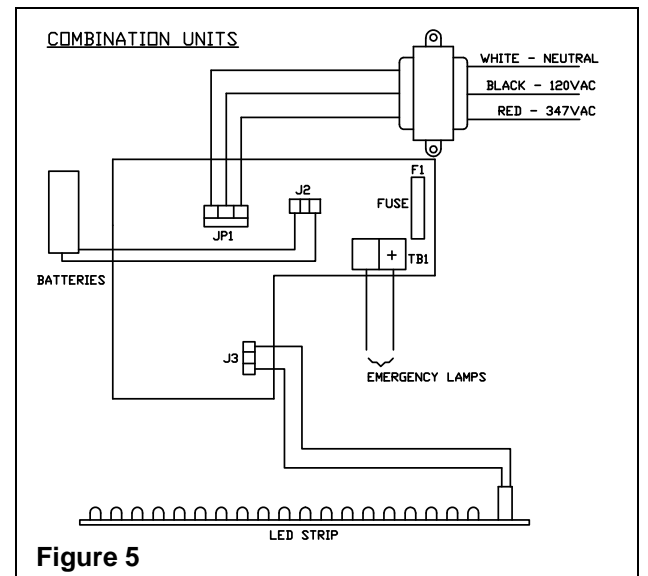 COMBINATION UNITS
WHITE - NEUTRAL
BLACK - 120VAC
RED - 347VAC
F1
J2
FUSE
JP1
+
TB1
BATTERIES
J3
EMERGENCY LAMPS
LED STRIP
Figure 5